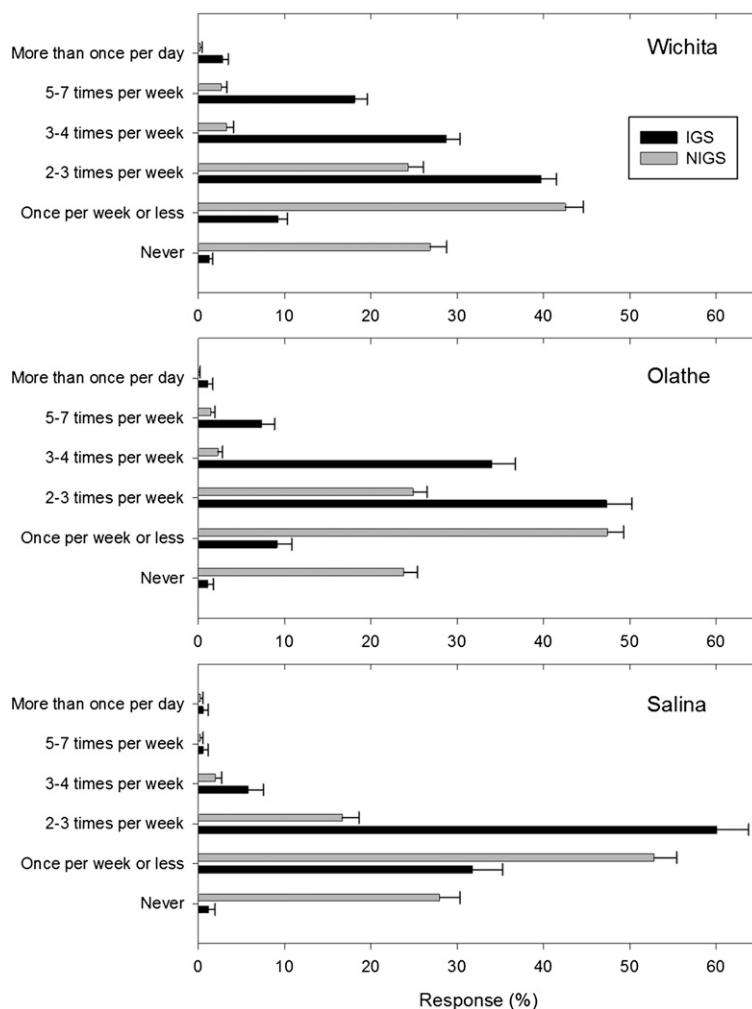 Wichita
More than once per day
5-7 times per week
3-4 times per week
2-3 times per week
Once per week or less
Never
IGS
NIGS
0 10 20 30 40 50 60
Olathe
More than once per day
5-7 times per week
3-4 times per week
2-3 times per week
Once per week or less
Never
0 10 20 30 40 50 60
Salina
More than once per day
5-7 times per week
3-4 times per week
2-3 times per week
Once per week or less
Never
0 10 20 30 40 50 60
Response (%)